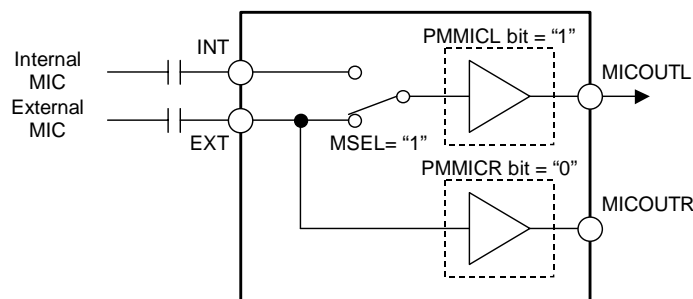 Internal
MIC
External
MIC
INT
EXT
MSEL= “1”
PMMICL bit = “1”
MICOUTL
PMMICR bit = “0”
MICOUTR